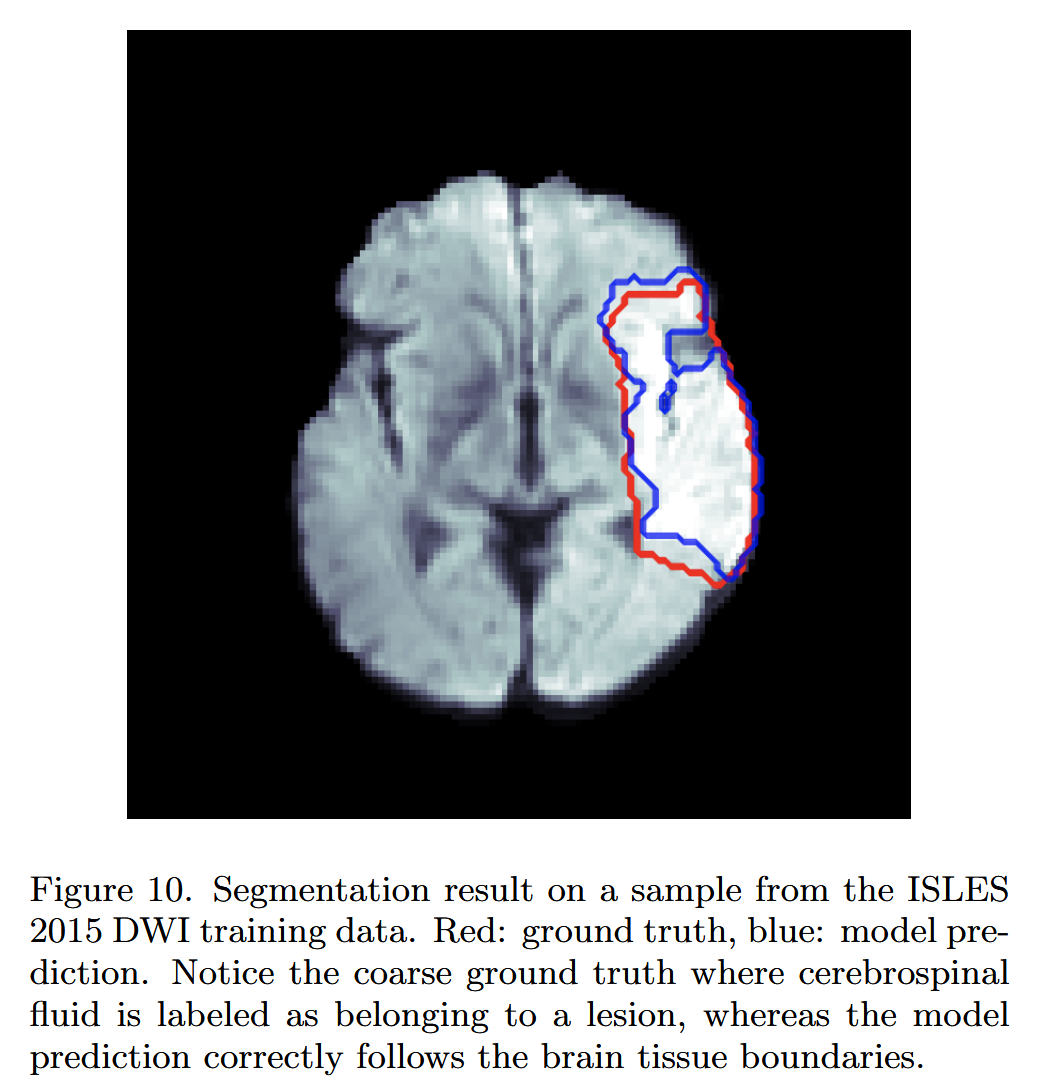 Figure 10. Segmentation result on a sample from the ISLES
2015 DWI training data. Red: ground truth, blue: model pre-
diction. Notice the coarse ground truth where cerebrospinal
fluid is labeled as belonging to a lesion, whereas the model
prediction correctly follows the brain tissue boundaries.